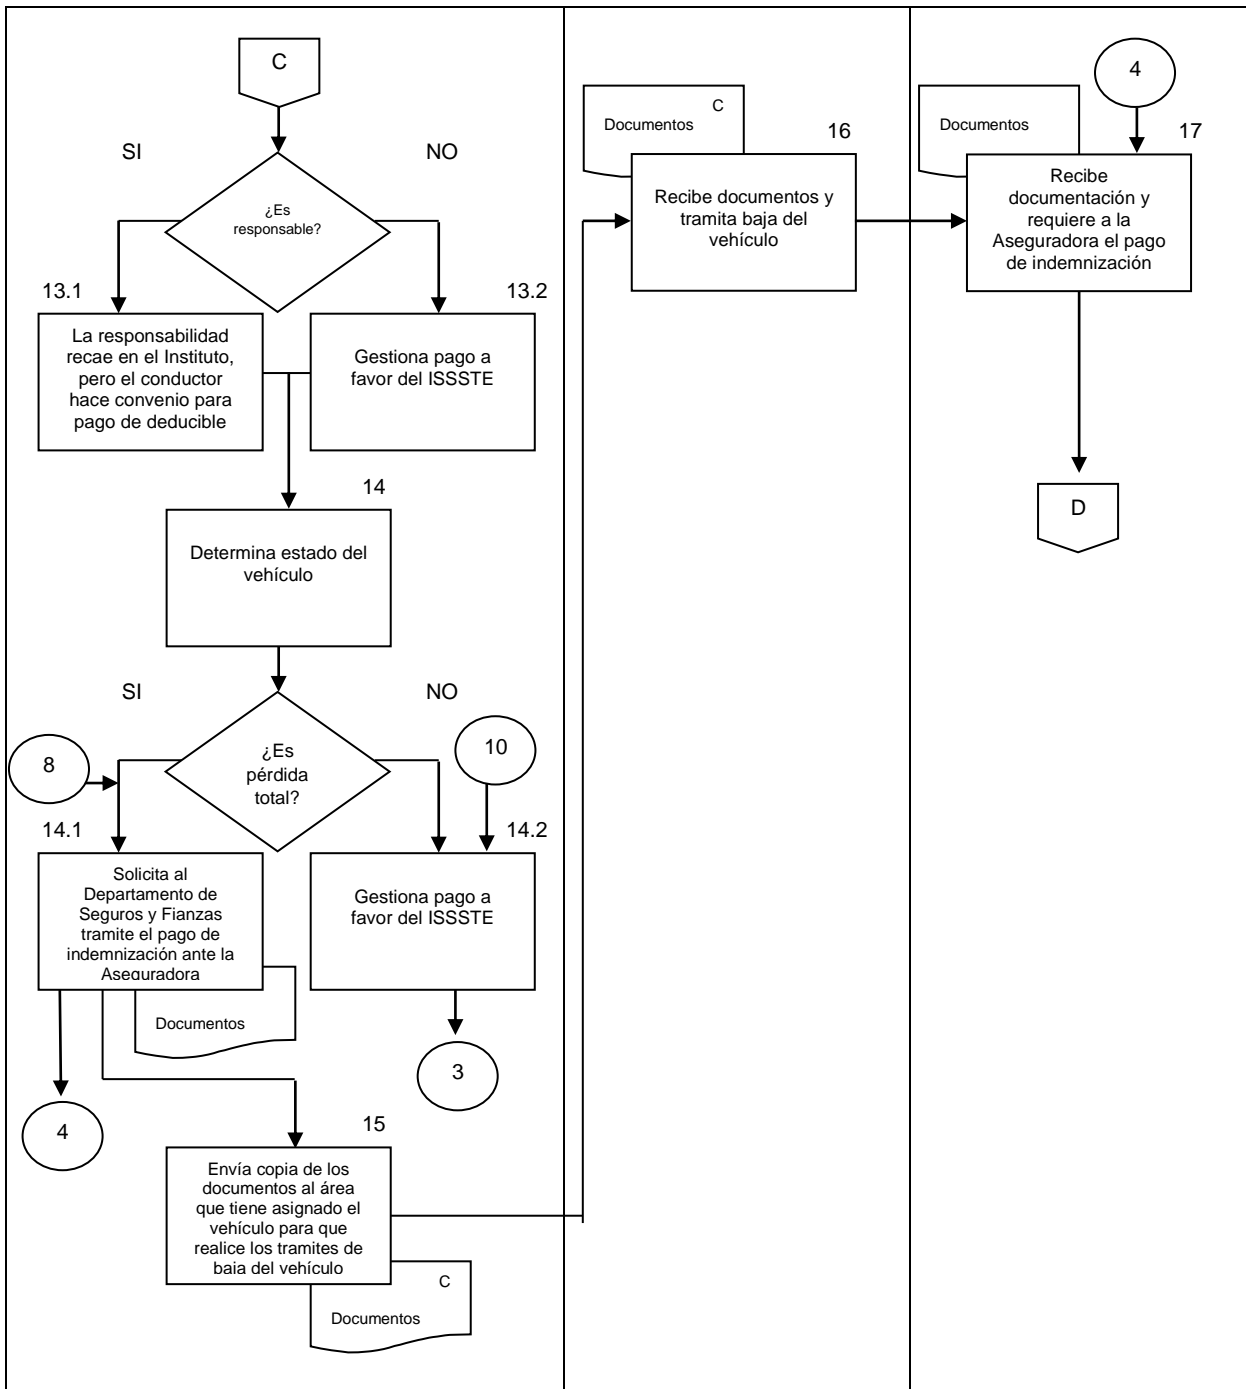 C
SI
NO
¿Es
responsable?
13.1
13.2
La responsabilidad
recae en el Instituto,
pero el conductor
hace convenio para
pago de deducible
Gestiona pago a
favor del ISSSTE
14
Determina estado del
vehículo
SI
NO
¿Es
pérdida
total?
8
10
14.1
14.2
Solicita al
Departamento de
Seguros y Fianzas
tramite el pago de
indemnización ante la
Aseguradora
Documentos
Gestiona pago a
favor del ISSSTE
3
4
15
Envía copia de los
documentos al área
que tiene asignado el
vehículo para que
realice los tramites de
baja del vehículo
C
Documentos
C
Documentos
16
Recibe documentos y
tramita baja del
vehículo
4
Documentos
17
Recibe
documentación y
requiere a la
Aseguradora el pago
de indemnización
D